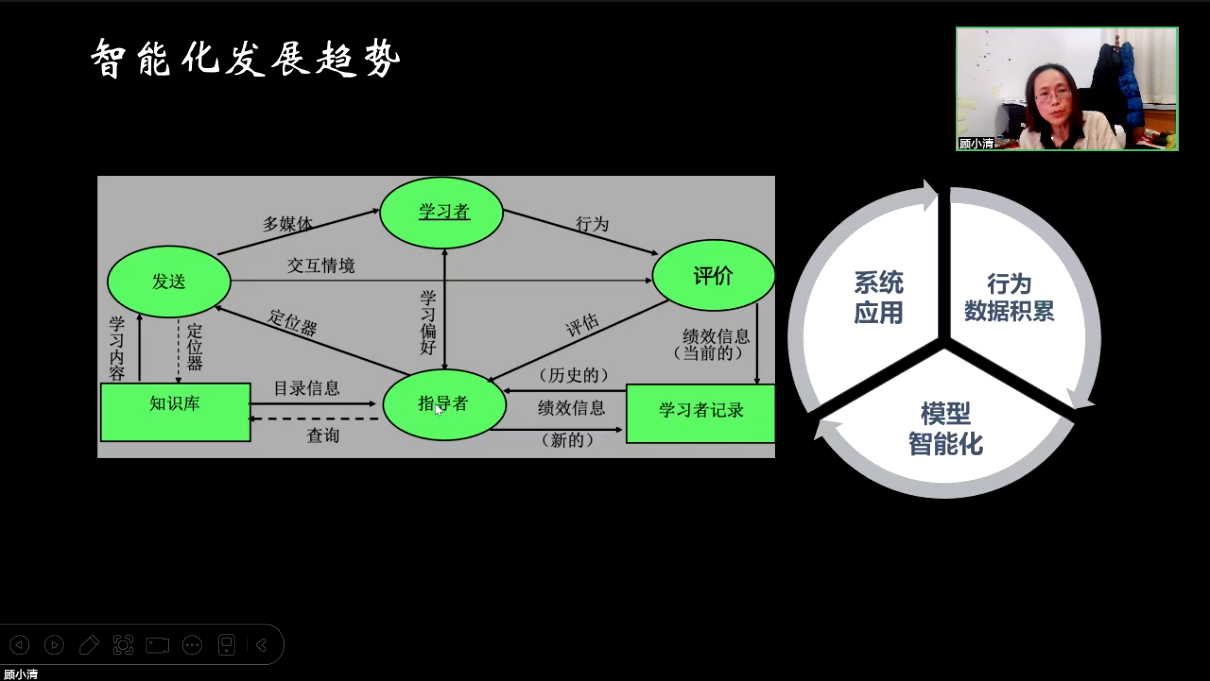 智能化发展趋势
顾小清
学习者
多媒体
行为
发送
交互情境
评价
学习内容
定位器
定位器
学习偏好
评估
绩效信息
（当前的）
知识库
目录信息
查询
指导者
（历史的）
绩效信息
（新的）
学习者记录
系统
应用
行为
数据积累
模型
智能化
顾小清